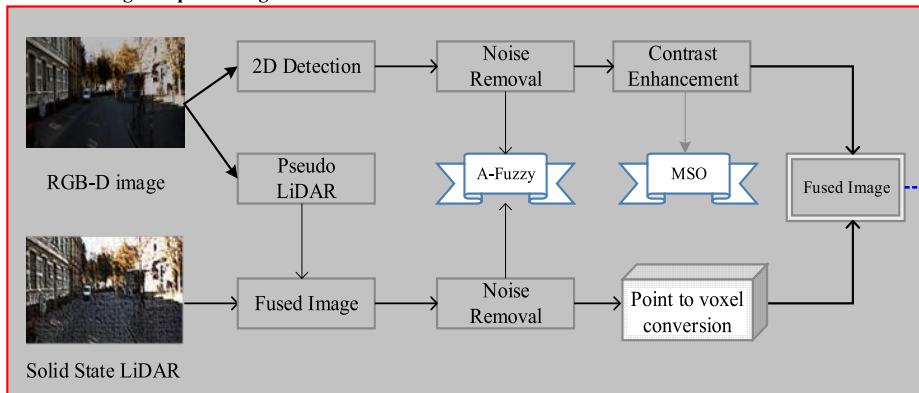 2D Detection
Noise
Removal
Contrast
Enhancement
RGB-D image
Pseudo
LiDAR
A-Fuzzy
MSO
Fused Image
Fused Image
Noise
Removal
Point to voxel
conversion
Solid State LiDAR